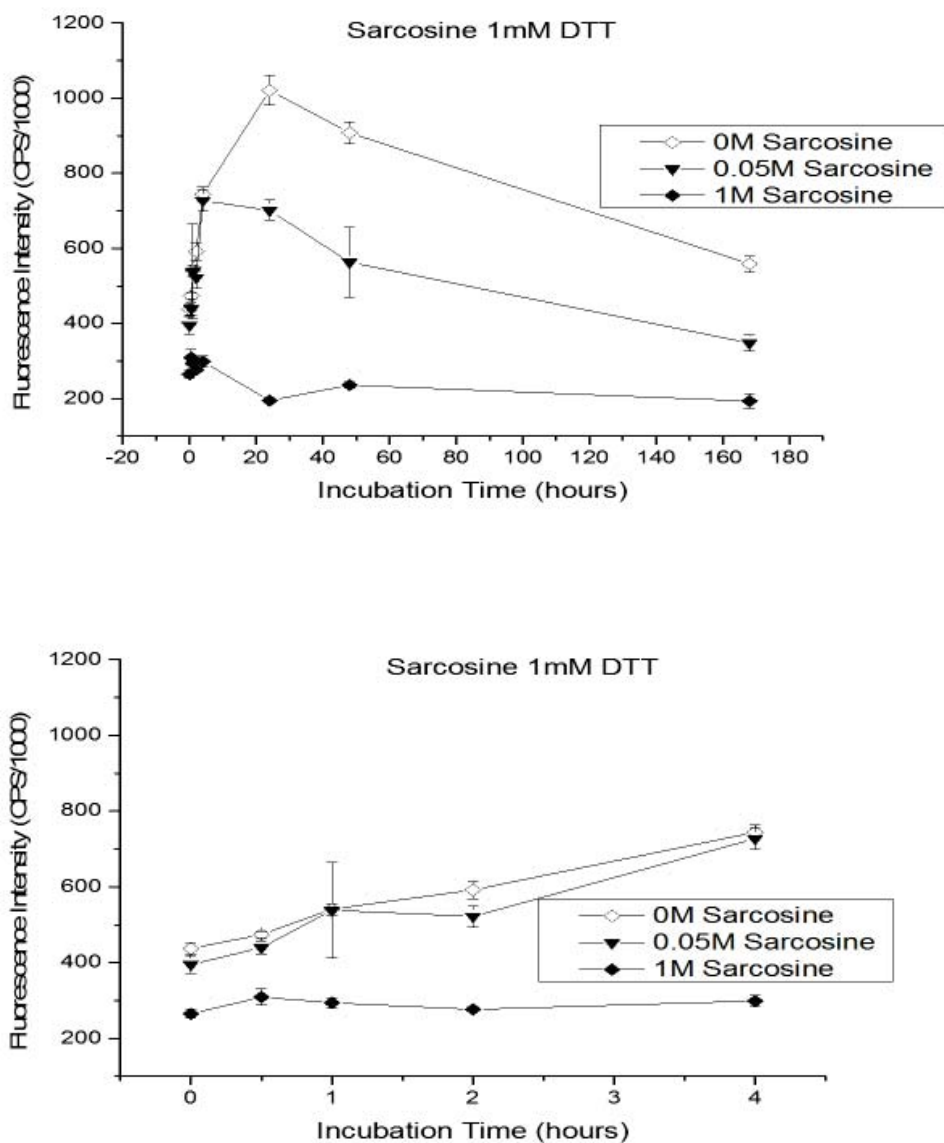 Sarcosine 1mM DTT
1200
1000
800
600
400
200
Fluorescence Intensity (CPS/1000)
0M Sarcosine
0.05M Sarcosine
1M Sarcosine
-20 0 20 40 60 80 100 120 140 160 180
Incubation Time (hours)
Sarcosine 1mM DTT
1200
1000
800
600
400
200
Fluorescence Intensity (CPS/1000)
0M Sarcosine
0.05M Sarcosine
1M Sarcosine
0 1 2 3 4
Incubation Time (hours)